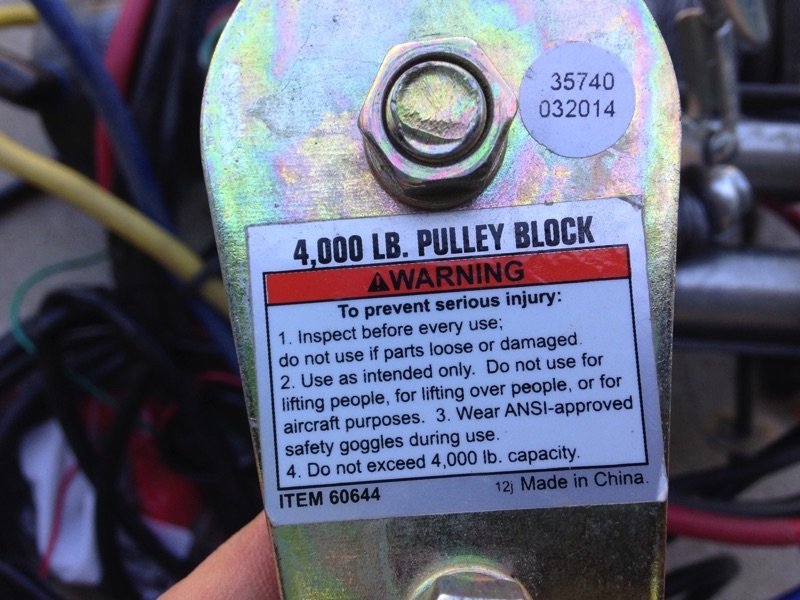 35740
032014
4,000 LB. PULLEY BLOCK
⚠WARNING
To prevent serious injury:
1. Inspect before every use;
do not use if parts loose or damaged.
2. Use as intended only. Do not use for
lifting people, for lifting over people, or for
aircraft purposes. 3. Wear ANSI-approved
safety goggles during use.
4. Do not exceed 4,000 lb. capacity.
ITEM 60644 12j Made in China.